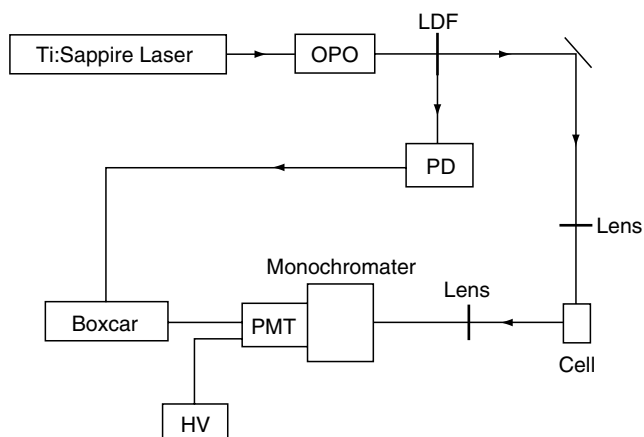 LDF
Ti:Sappire Laser
OPO
PD
Lens
Monochromater
Lens
Boxcar
PMT
Cell
HV